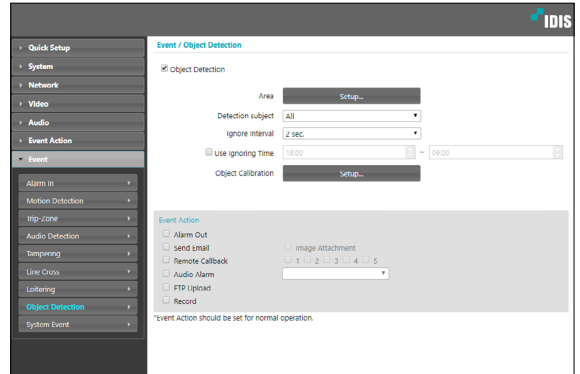 IDIS
Quick Setup
System
Network
Video
Audio
Event Action
Event
Alarm In
Motion Detection
Trip-Zone
Audio Detection
Tampering
Line Cross
Loitering
Object Detection
System Event
Event / Object Detection
Object Detection
Area Setup...
Detection subject All
Ignore Interval 2 sec.
Use Ignoring Time 18:00 ~ 09:00
Object Calibration Setup...
Event Action
Alarm Out
Send Email Image Attachment
Remote Callback 1 2 3 4 5
Audio Alarm
FTP Upload
Record
*Event Action should be set for normal operation.